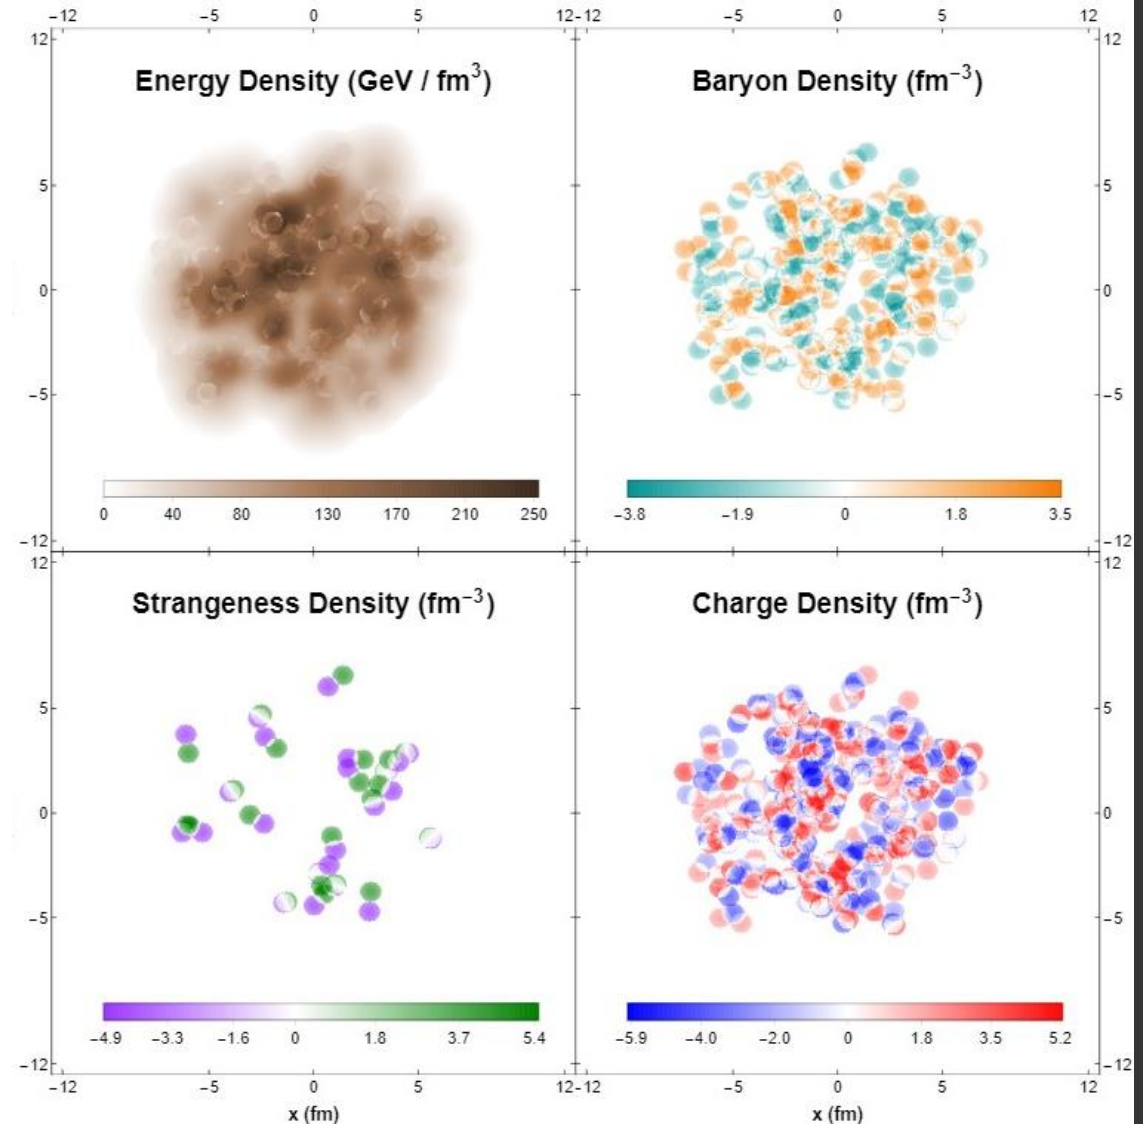 −12 −5 0 5 12 −12 −5 0 5 12
12 12
Energy Density (GeV / fm³) Baryon Density (fm⁻³)
5 5
0 0
−5 −5
0 40 80 130 170 210 250 −3.8 −1.9 0 1.8 3.5
−12 −12
12 12
Strangeness Density (fm⁻³) Charge Density (fm⁻³)
5 5
0 0
−5 −5
−4.9 −3.3 −1.6 0 1.8 3.7 5.4 −5.9 −4.0 −2.0 0 1.8 3.5 5.2
−12 −12
−12 −5 0 5 12 −12 −5 0 5 12
x (fm) x (fm)